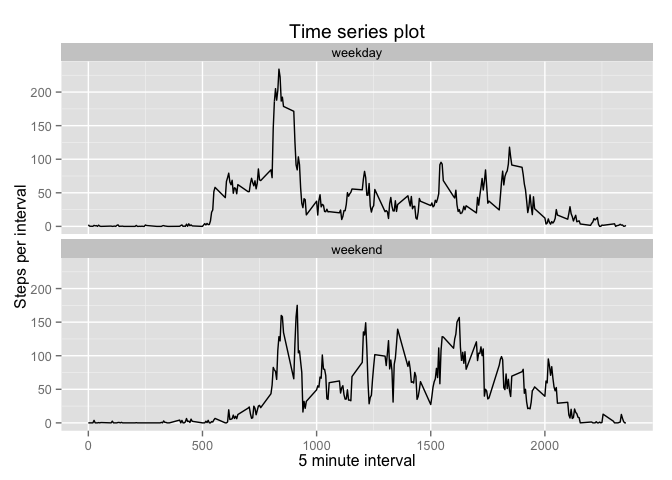 Time series plot
weekday
200
150
100
50
0
weekend
200
150
100
50
0
Steps per interval
0 500 1000 1500 2000
5 minute interval